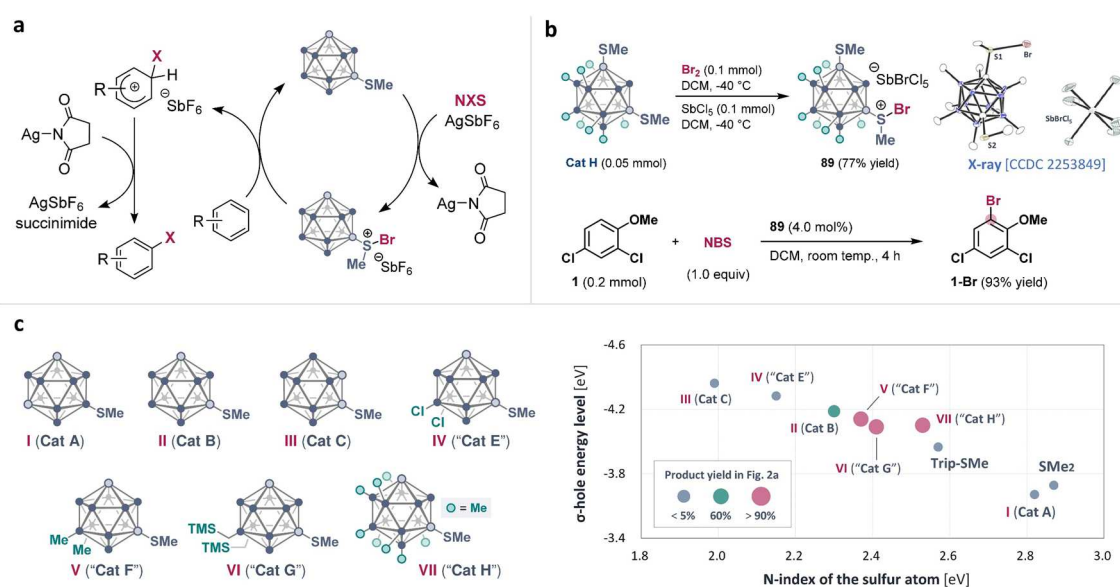 a
X
H
R
⊕
⊖
SbF6
O
Ag-N
O
AgSbF6
succinimide
X
R
R
SMe
NXS
AgSbF6
O
Ag-N
O
Br
S
⊕
Me
⊖
SbF6
b
SMe
SMe
Cat H (0.05 mmol)
Br2 (0.1 mmol)
DCM, -40 °C
SbCl5 (0.1 mmol)
DCM, -40 °C
SMe
⊖
SbBrCl5
⊕
S
Br
Me
89 (77% yield)
S1
Br
S2
SbBrCl5
X-ray [CCDC 2253849]
OMe
Cl
Cl
1 (0.2 mmol)
+
NBS
(1.0 equiv)
89 (4.0 mol%)
DCM, room temp., 4 h
Br
OMe
Cl
Cl
1-Br (93% yield)
c
SMe
I (Cat A)
SMe
II (Cat B)
SMe
III (Cat C)
Cl
Cl
SMe
IV (“Cat E”)
Me
Me
SMe
V (“Cat F”)
TMS
TMS
SMe
VI (“Cat G”)
SMe
= Me
VII (“Cat H”)
σ-hole energy level [eV]
-4.6
-4.2
-3.8
-3.4
III (Cat C)
IV (“Cat E”)
II (Cat B)
V (“Cat F”)
VI (“Cat G”)
VII (“Cat H”)
Trip-SMe
SMe2
I (Cat A)
Product yield in Fig. 2a
< 5% 60% > 90%
1.8 2.0 2.2 2.4 2.6 2.8 3.0
N-index of the sulfur atom [eV]